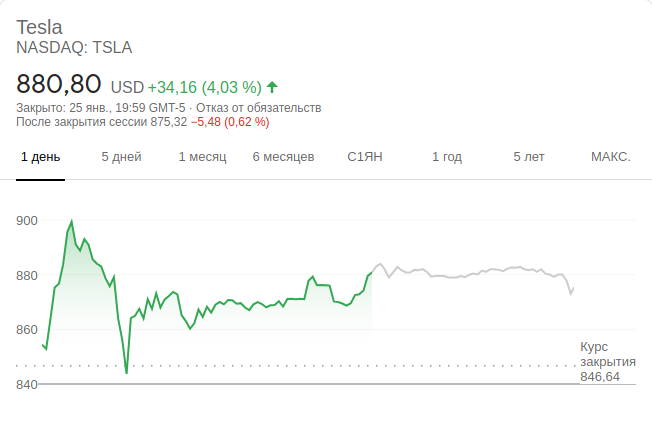 Tesla
NASDAQ: TSLA
880,80 USD +34,16 (4,03 %)
Закрыто: 25 янв., 19:59 GMT-5 · Отказ от обязательств
После закрытия сессии 875,32 −5,48 (0,62 %)
1 день 5 дней 1 месяц 6 месяцев С1ЯН 1 год 5 лет МАКС.
900
880
860
Курс
закрытия
846,64
840